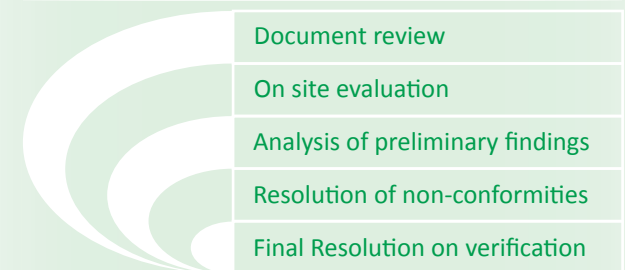 Document review
On site evaluation
Analysis of preliminary findings
Resolution of non-conformities
Final Resolution on verification